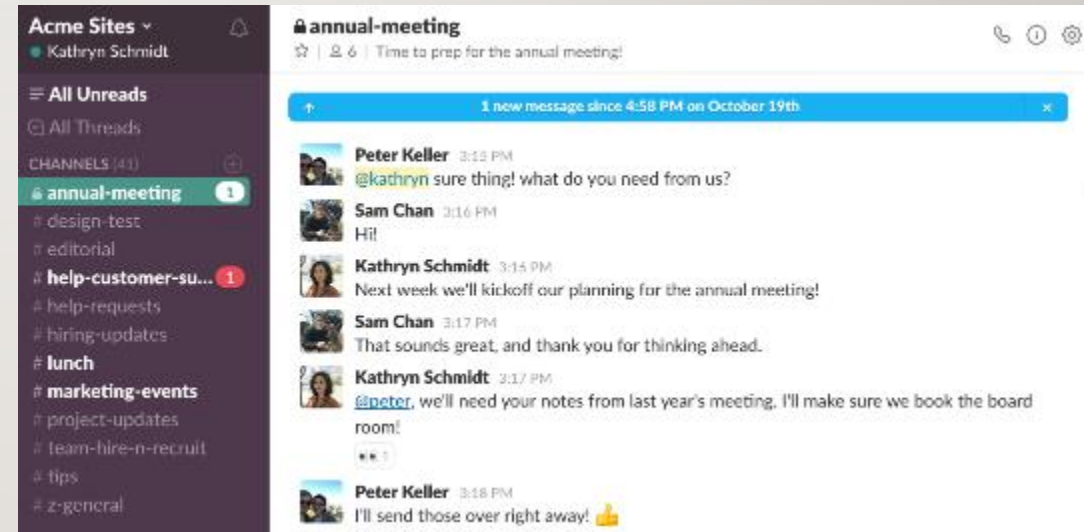 Acme Sites
Kathryn Schmidt
All Unreads
All Threads
CHANNELS (41)
annual-meeting 1
# design-test
# editorial
# help-customer-su... 1
# help-requests
# hiring-updates
# lunch
# marketing-events
# project-updates
# team-hire-n-recruit
# tips
# z-general
annual-meeting
6 | Time to prep for the annual meeting!
1 new message since 4:58 PM on October 19th
Peter Keller 3:15 PM
@kathryn sure thing! what do you need from us?
Sam Chan 3:16 PM
Hi!
Kathryn Schmidt 3:16 PM
Next week we'll kickoff our planning for the annual meeting!
Sam Chan 3:17 PM
That sounds great, and thank you for thinking ahead.
Kathryn Schmidt 3:17 PM
@peter, we'll need your notes from last year's meeting. I'll make sure we book the board
room!
1
Peter Keller 3:18 PM
I'll send those over right away!